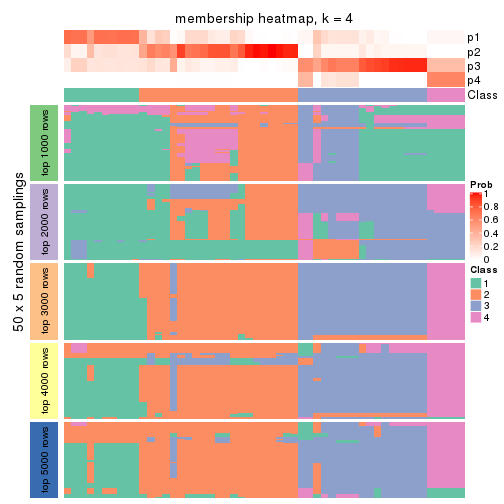 membership heatmap, k = 4
p1
p2
p3
p4
Class
50 x 5 random samplings
top 1000 rows
top 2000 rows
top 3000 rows
top 4000 rows
top 5000 rows
Prob
1
0.8
0.6
0.4
0.2
0
Class
1
2
3
4